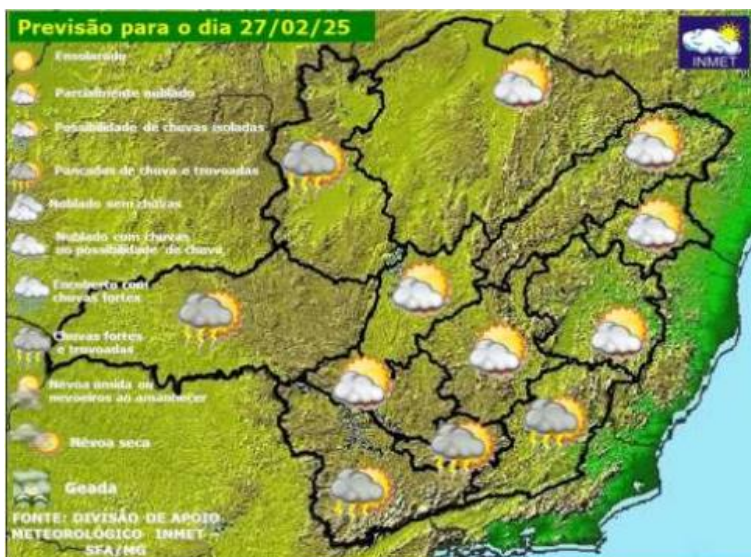 Previsão para o dia 27/02/25
INMET
Ensolarado
Parcialmente nublado
Possibilidade de chuvas isoladas
Pancadas de chuva e trovoadas
Nublado sem chuvas
Nublado com chuvas
ou possibilidade de chuva
Encoberto com
chuvas fortes
Chuvas fortes
e trovoadas
Névoa úmida ou
nevoeiros ao amanhecer
Névoa seca
Geada
FONTE: DIVISÃO DE APOIO
METEOROLÓGICO INMET –
SFA/MG